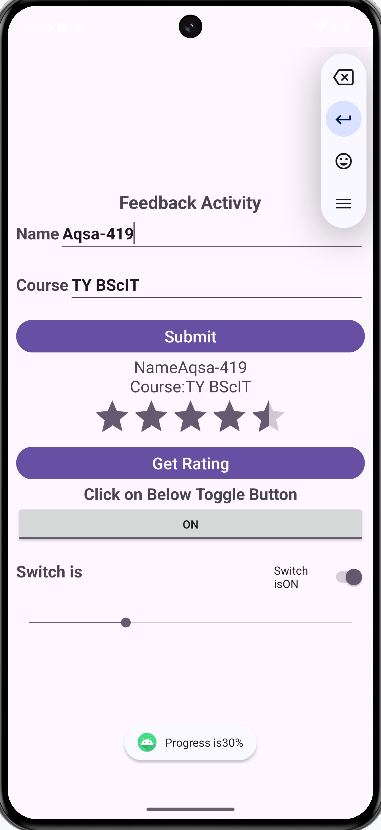 Feedback Activity
Name Aqsa-419
Course TY BScIT
Submit
NameAqsa-419
Course:TY BScIT
Get Rating
Click on Below Toggle Button
ON
Switch is
Switch
isON
Progress is30%